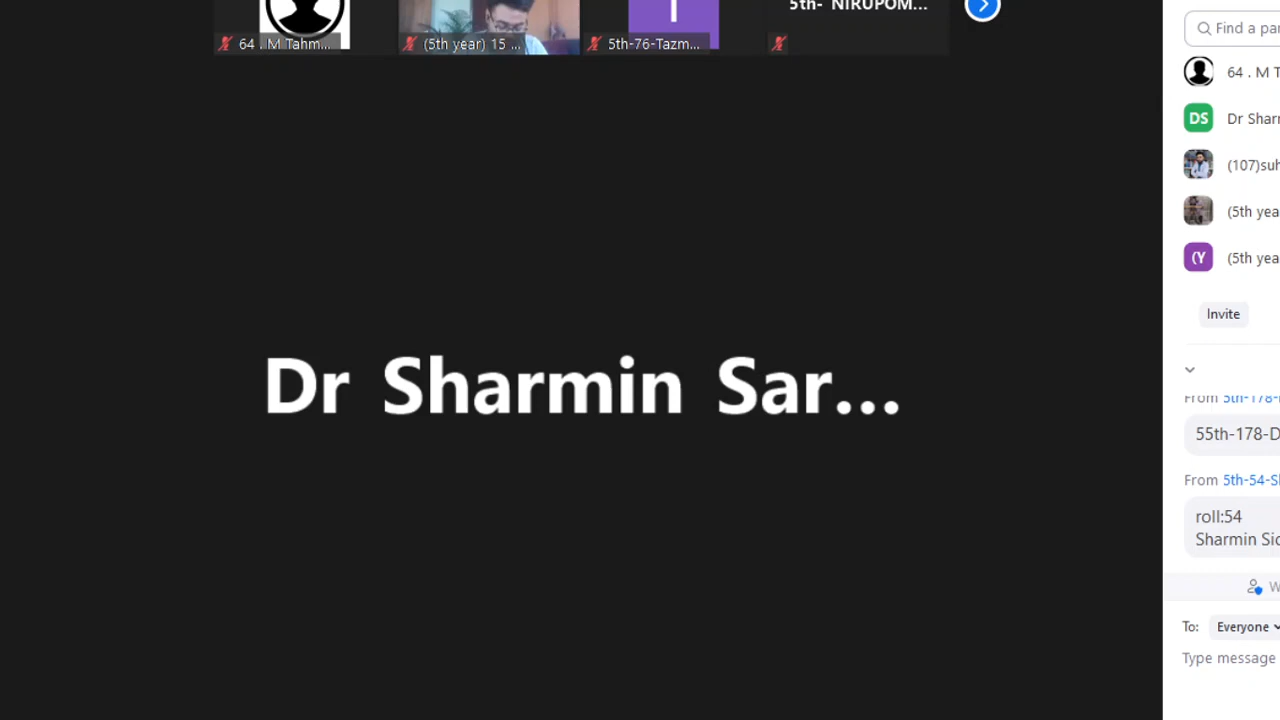 5th- NIRUPOM...
64 . M Tahm...
(5th year) 15 ...
5th-76-Tazm...
Find a par
64 . M T
DS
Dr Sharm
(107)suh
(5th yea
(Y
(5th yea
Invite
Dr Sharmin Sar...
From 5th-178-
55th-178-D
From 5th-54-S
roll:54
Sharmin Sid
W
To: Everyone
Type message